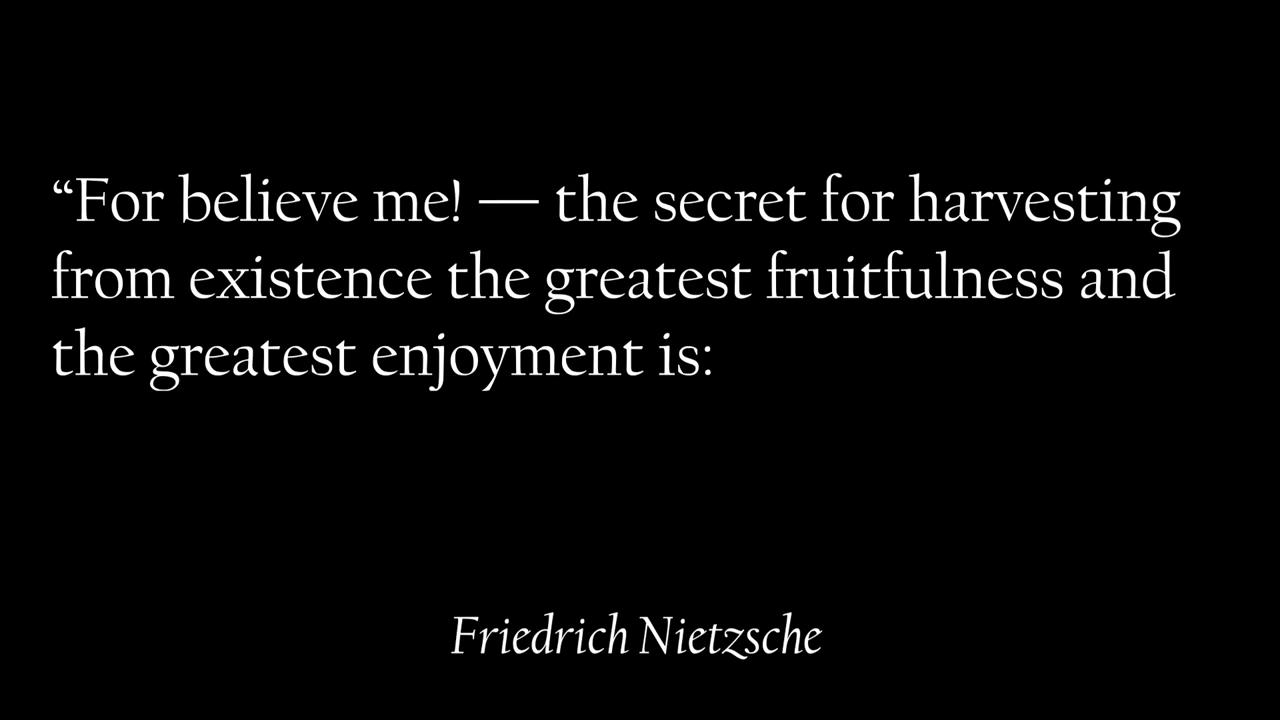 “For believe me! — the secret for harvesting
from existence the greatest fruitfulness and
the greatest enjoyment is:
Friedrich Nietzsche